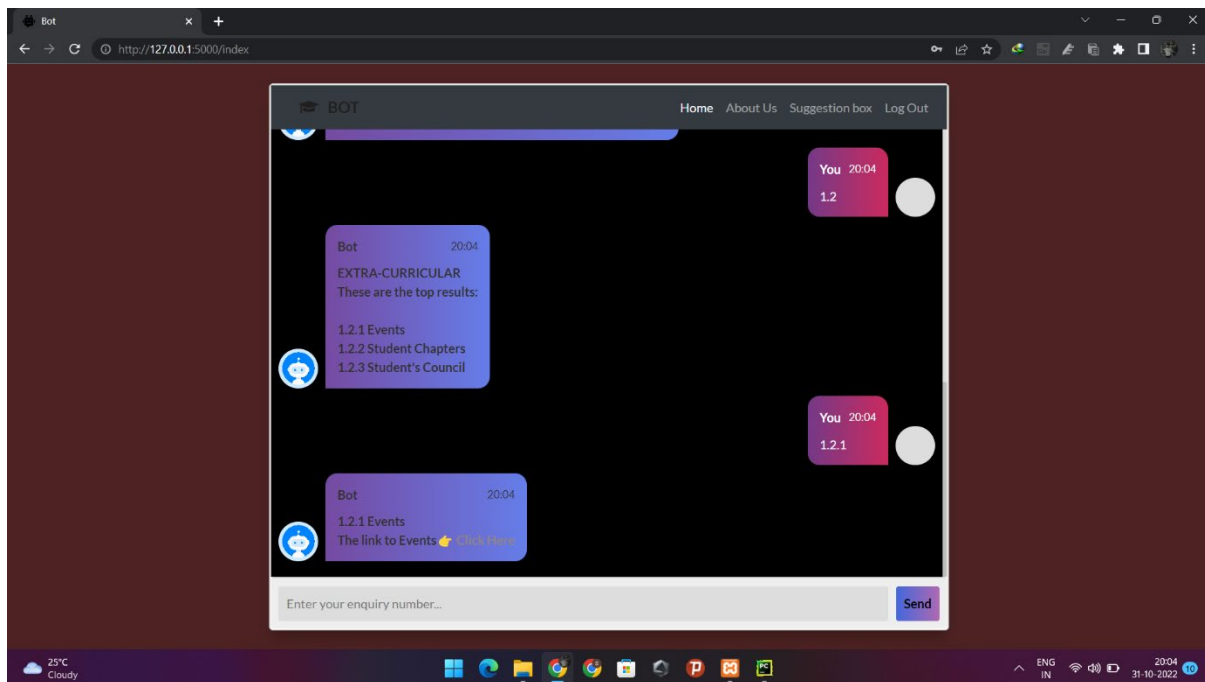 Bot
http://127.0.0.1:5000/index
BOT
Home About Us Suggestion box Log Out
You 20:04
1.2
Bot 20:04
EXTRA-CURRICULAR
These are the top results:
1.2.1 Events
1.2.2 Student Chapters
1.2.3 Student's Council
You 20:04
1.2.1
Bot 20:04
1.2.1 Events
The link to Events👉 Click Here
Enter your enquiry number...
Send
25°C
Cloudy
ENG
IN
20:04
31-10-2022
10